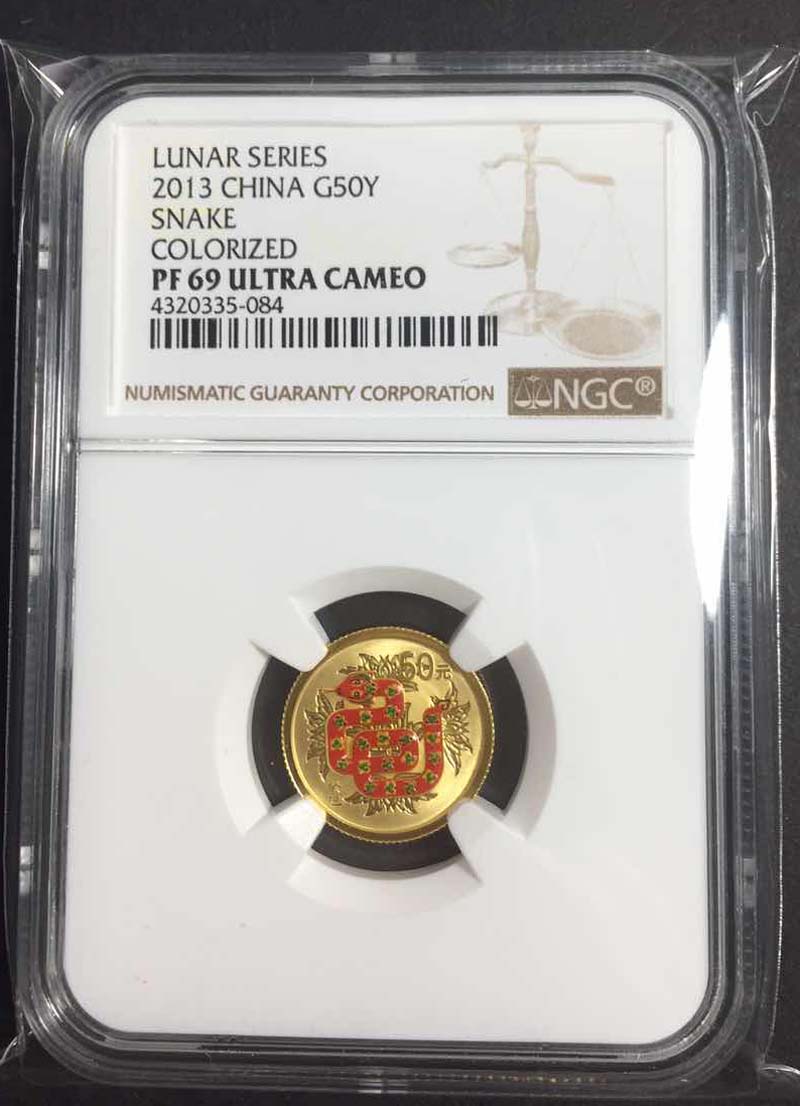 LUNAR SERIES
2013 CHINA G50Y
SNAKE
COLORIZED
PF 69 ULTRA CAMEO
4320335-084
NUMISMATIC GUARANTY CORPORATION NGC®
50元